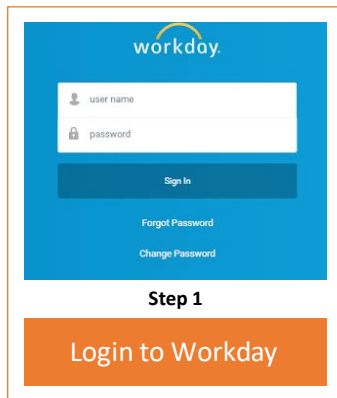 workday.
user name
password
Sign In
Forgot Password
Change Password
Step 1
Login to Workday